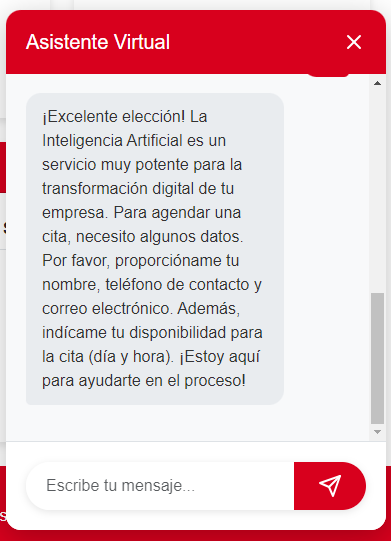 Asistente Virtual
¡Excelente elección! La
Inteligencia Artificial es un
servicio muy potente para la
transformación digital de tu
empresa. Para agendar una
cita, necesito algunos datos.
Por favor, proporcióname tu
nombre, teléfono de contacto y
correo electrónico. Además,
indícame tu disponibilidad para
la cita (día y hora). ¡Estoy aquí
para ayudarte en el proceso!
Escribe tu mensaje...